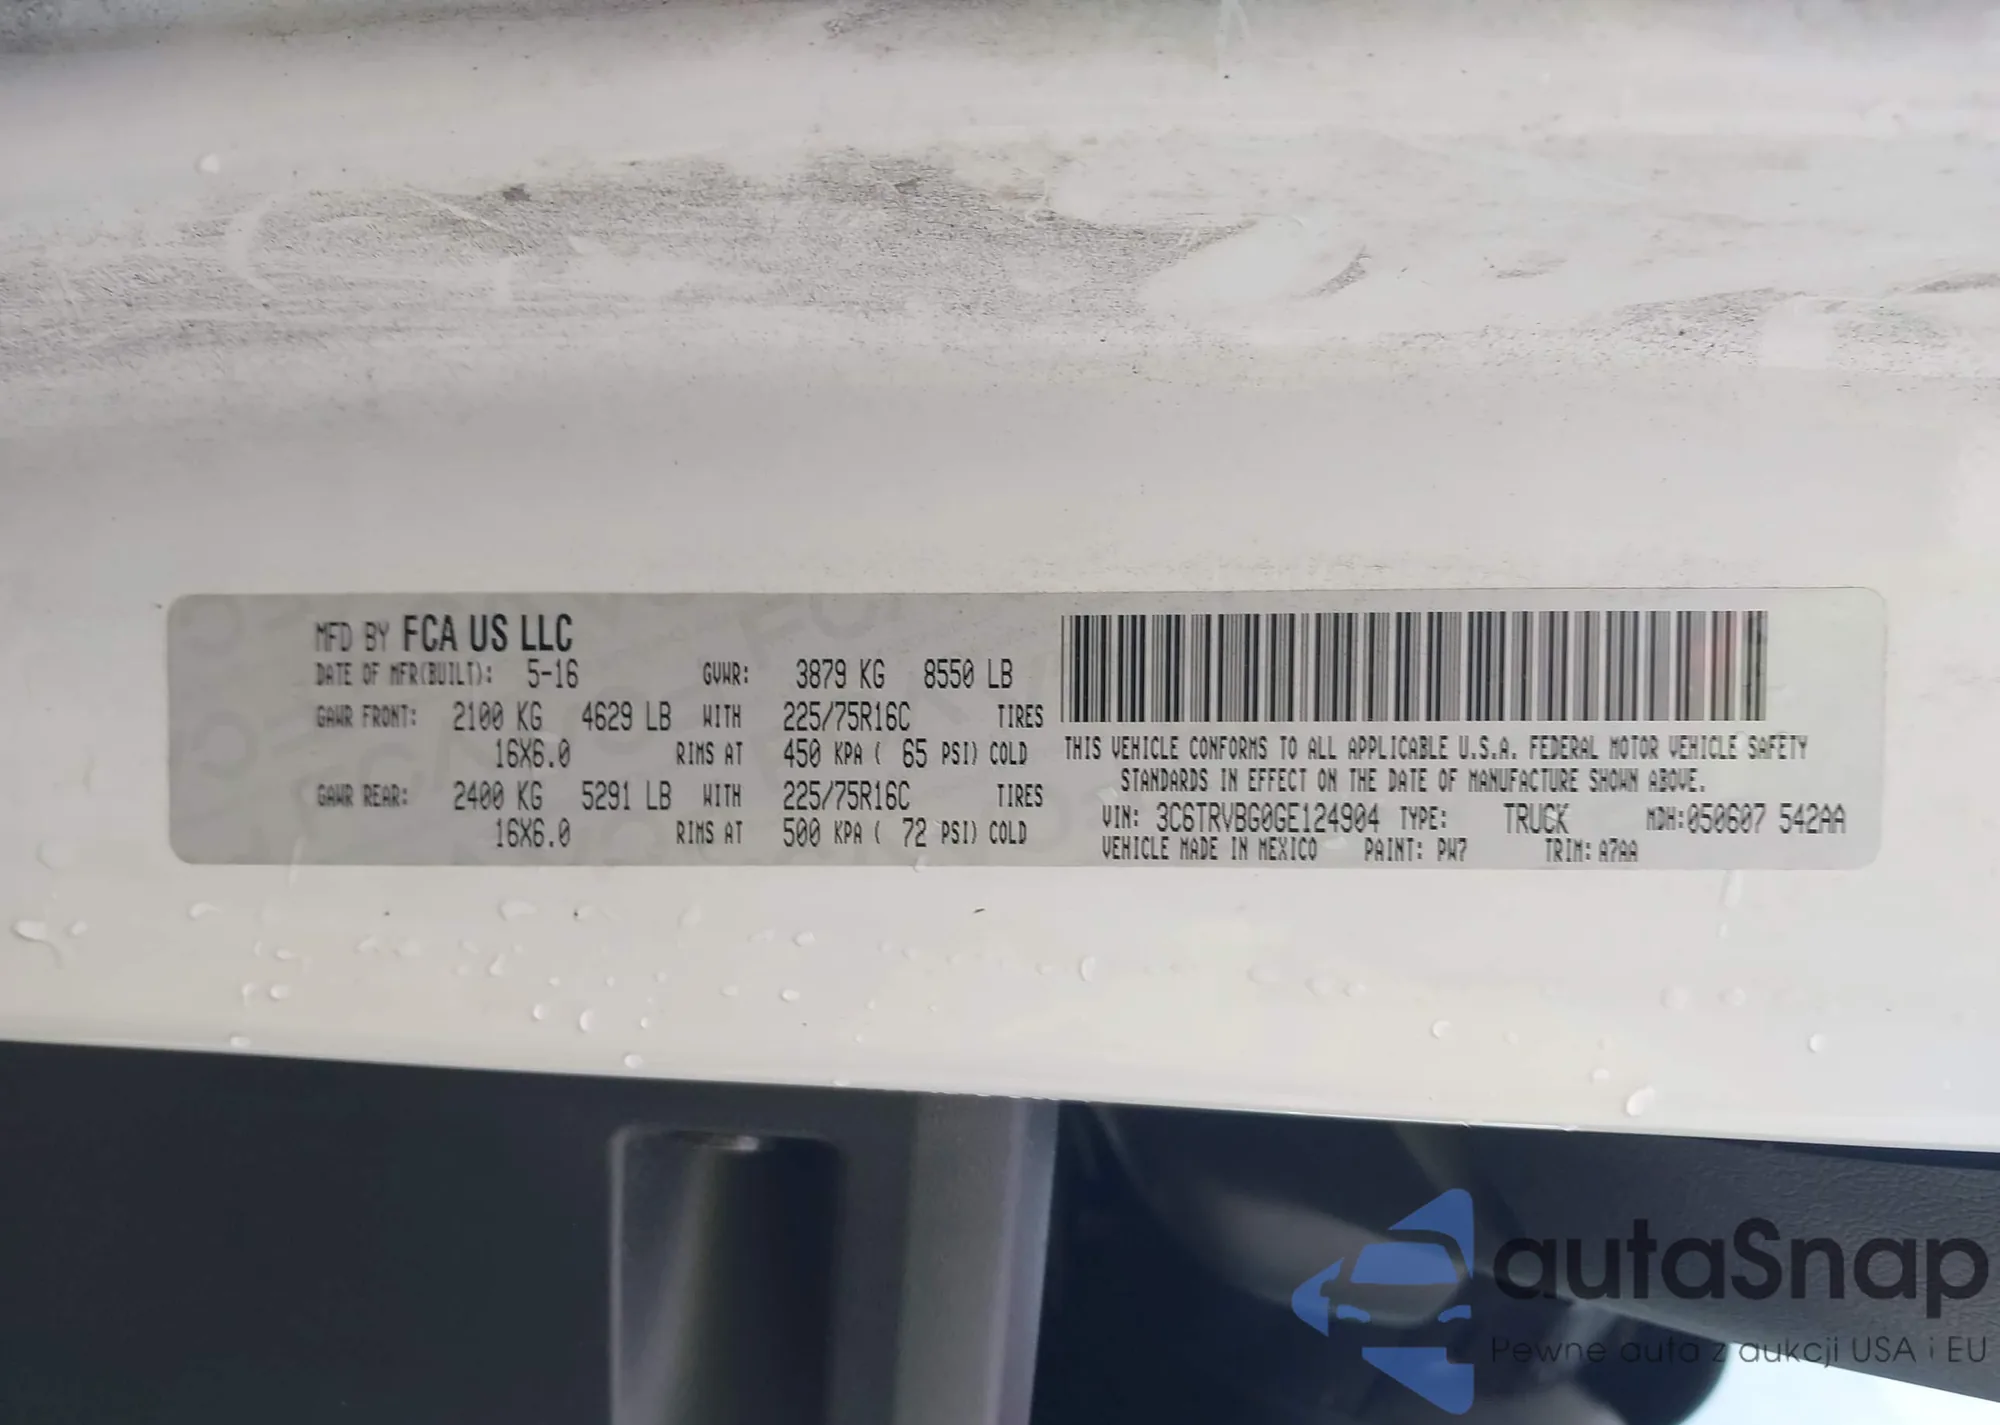 MFD BY FCA US LLC
DATE OF MFR(BUILT): 5-16 GVWR: 3879 KG 8550 LB
GAWR FRONT: 2100 KG 4629 LB WITH 225/75R16C TIRES
16X6.0 RIMS AT 450 KPA ( 65 PSI) COLD
GAWR REAR: 2400 KG 5291 LB WITH 225/75R16C TIRES
16X6.0 RIMS AT 500 KPA ( 72 PSI) COLD
THIS VEHICLE CONFORMS TO ALL APPLICABLE U.S.A. FEDERAL MOTOR VEHICLE SAFETY
STANDARDS IN EFFECT ON THE DATE OF MANUFACTURE SHOWN ABOVE.
VIN: 3C6TRVBG0GE124904 TYPE: TRUCK MDH:050607 542AA
VEHICLE MADE IN MEXICO PAINT: PW7 TRIM: A7AA
autaSnap
Pewne auta z aukcji USA i EU